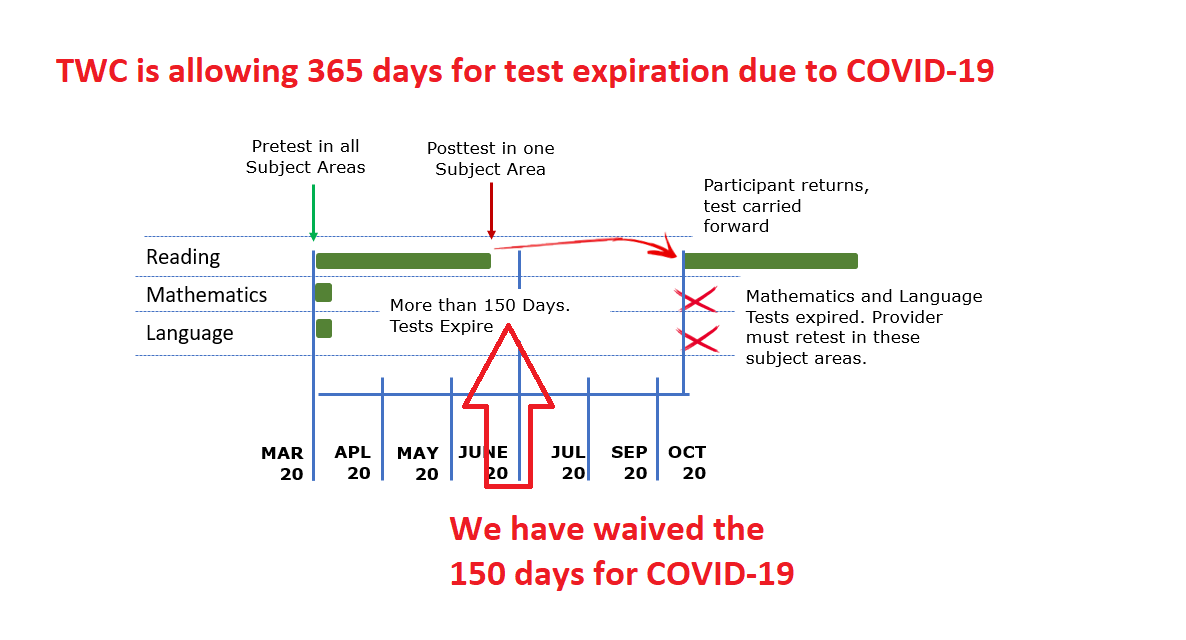 TWC is allowing 365 days for test expiration due to COVID-19
Pretest in all
Subject Areas
Posttest in one
Subject Area
Participant returns,
test carried
forward
Reading
Mathematics
Language
More than 150 Days.
Tests Expire
Mathematics and Language
Tests expired. Provider
must retest in these
subject areas.
MAR
20
APL
20
MAY
20
JUNE
20
JUL
20
SEP
20
OCT
20
We have waived the
150 days for COVID-19